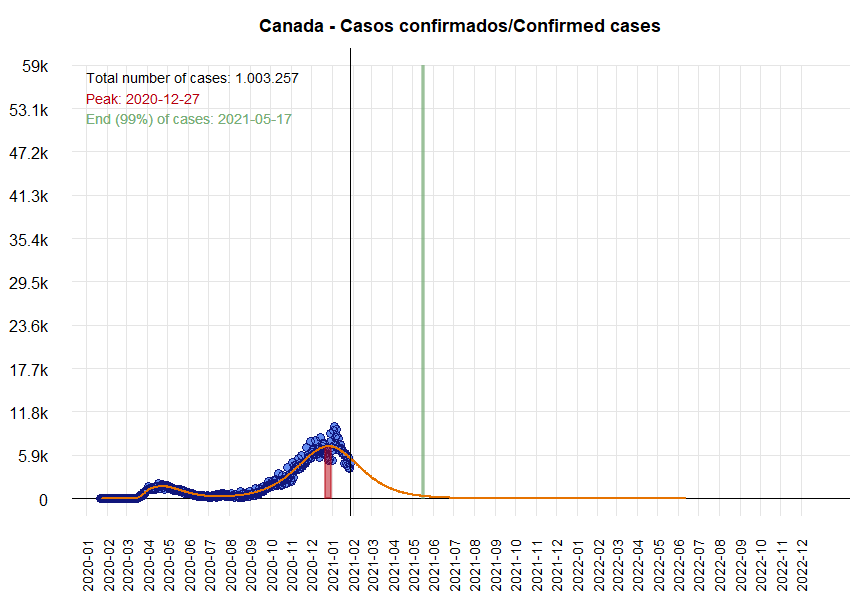 Canada - Casos confirmados/Confirmed cases
59k
Total number of cases: 1.003.257
Peak: 2020-12-27
End (99%) of cases: 2021-05-17
53.1k
47.2k
41.3k
35.4k
29.5k
23.6k
17.7k
11.8k
5.9k
0
2020-01
2020-02
2020-03
2020-04
2020-05
2020-06
2020-07
2020-08
2020-09
2020-10
2020-11
2020-12
2021-01
2021-02
2021-03
2021-04
2021-05
2021-06
2021-07
2021-08
2021-09
2021-10
2021-11
2021-12
2022-01
2022-02
2022-03
2022-04
2022-05
2022-06
2022-07
2022-08
2022-09
2022-10
2022-11
2022-12